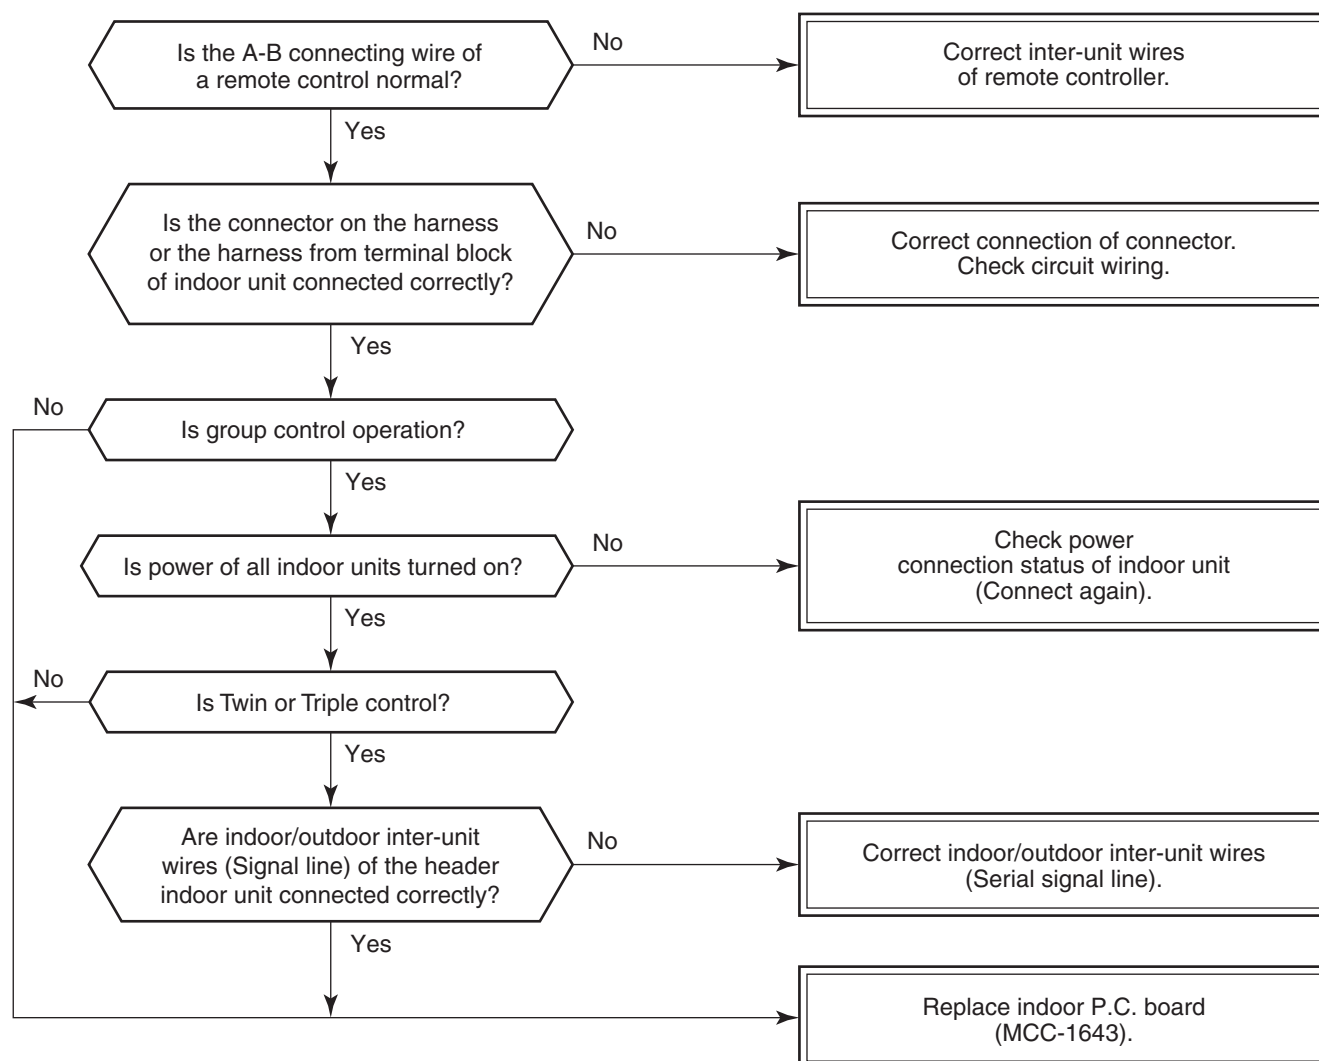 Is the A-B connecting wire of
a remote control normal?
No
Correct inter-unit wires
of remote controller.
Yes
Is the connector on the harness
or the harness from terminal block
of indoor unit connected correctly?
No
Correct connection of connector.
Check circuit wiring.
Yes
No
Is group control operation?
Yes
Is power of all indoor units turned on?
No
Check power
connection status of indoor unit
(Connect again).
Yes
No
Is Twin or Triple control?
Yes
Are indoor/outdoor inter-unit
wires (Signal line) of the header
indoor unit connected correctly?
No
Correct indoor/outdoor inter-unit wires
(Serial signal line).
Yes
Replace indoor P.C. board
(MCC-1643).